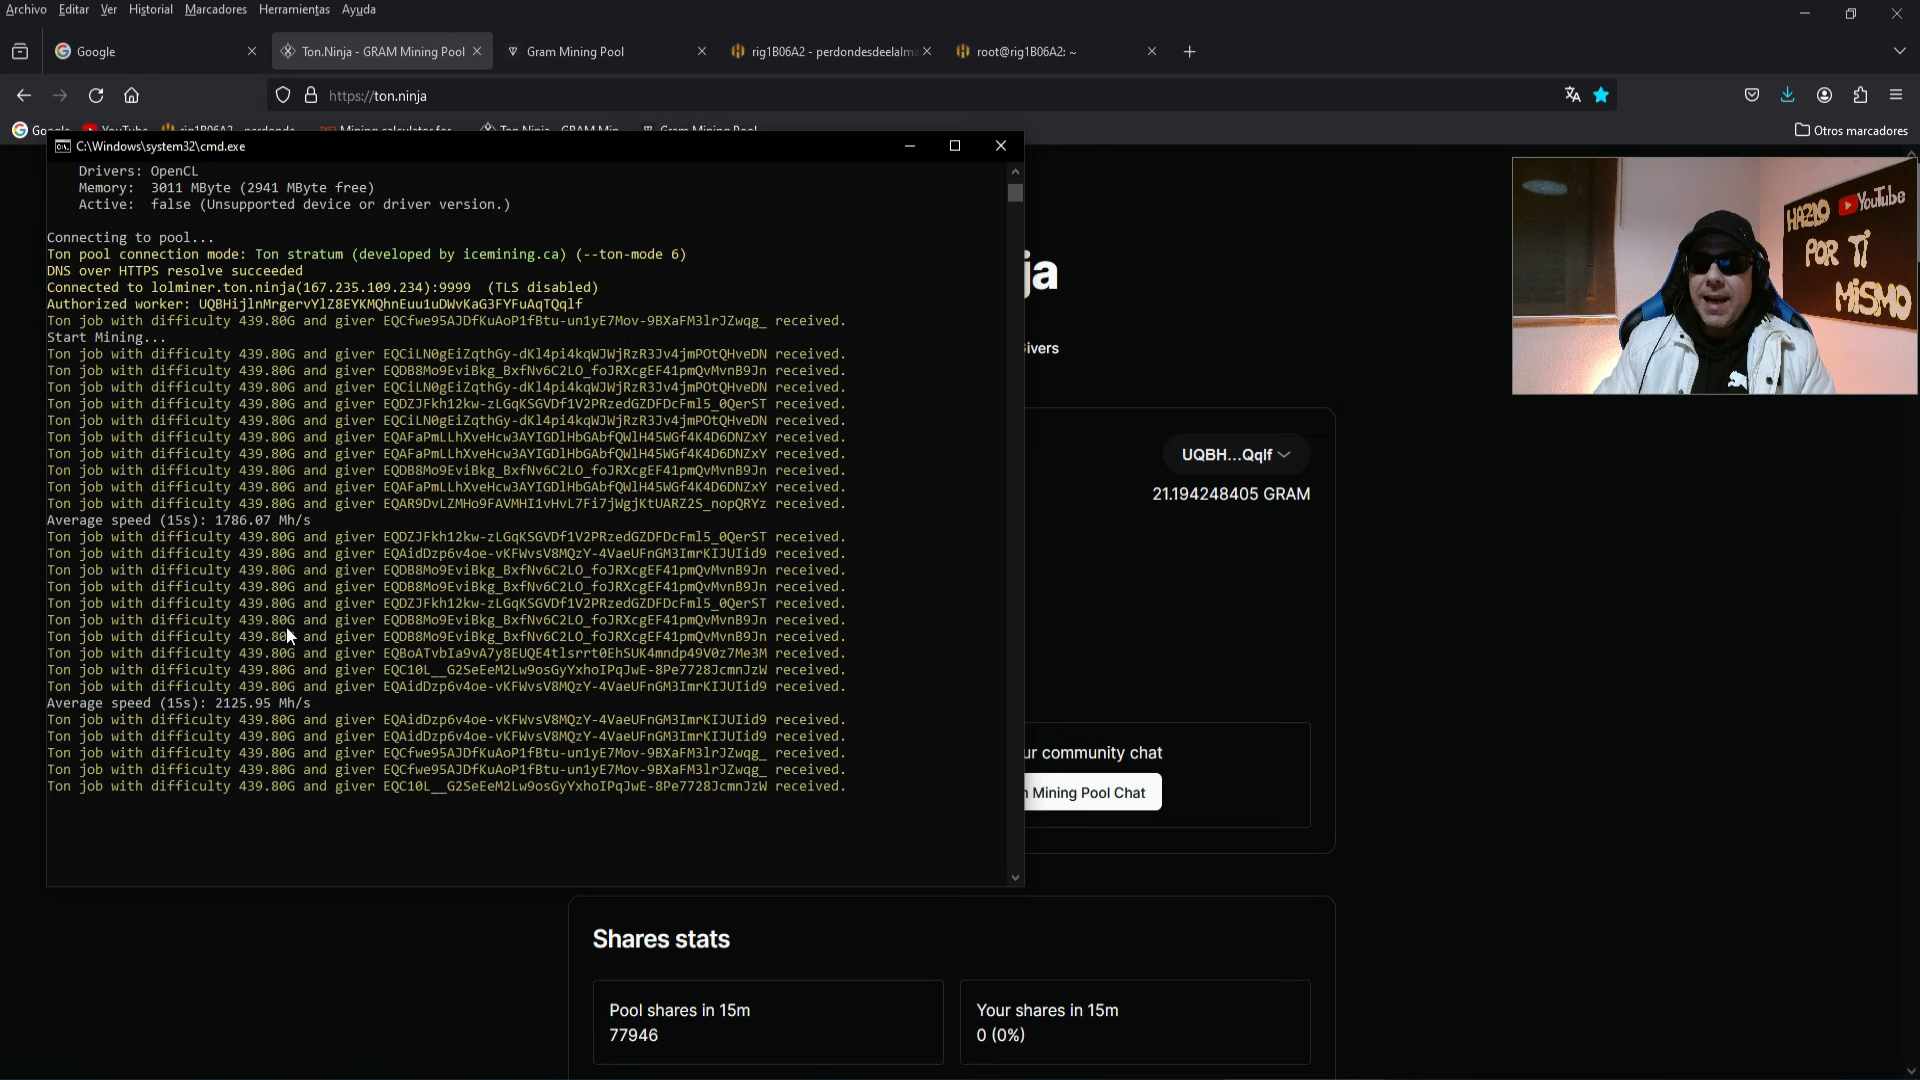 Archivo Editar Ver Historial Marcadores Herramientas Ayuda
Google
Ton.Ninja - GRAM Mining Pool
Gram Mining Pool
rig1B06A2 - perdondesdeelalma
root@rig1B06A2: ~
https://ton.ninja
Google YouTube rig1B06A2 - perdonde... Mining calculator for ... Ton.Ninja - GRAM Min... Gram Mining Pool
Otros marcadores
C:\Windows\system32\cmd.exe
Drivers: OpenCL
Memory: 3011 MByte (2941 MByte free)
Active: false (Unsupported device or driver version.)
Connecting to pool...
Ton pool connection mode: Ton stratum (developed by icemining.ca) (--ton-mode 6)
DNS over HTTPS resolve succeeded
Connected to lolminer.ton.ninja(167.235.109.234):9999 (TLS disabled)
Authorized worker: UQBHijlnMrgervYlZ8EYKMQhnEuu1uDWvKaG3FYFuAqTQqlf
Ton job with difficulty 439.80G and giver EQCfwe95AJDfKuAoP1fBtu-un1yE7Mov-9BXaFM3lrJZwqg_ received.
Start Mining...
Ton job with difficulty 439.80G and giver EQCiLN0gEiZqthGy-dKl4pi4kqWJWjRzR3Jv4jmPOtQHveDN received.
Ton job with difficulty 439.80G and giver EQDB8Mo9EviBkg_BxfNv6C2LO_foJRXcgEF41pmQvMvnB9Jn received.
Ton job with difficulty 439.80G and giver EQCiLN0gEiZqthGy-dKl4pi4kqWJWjRzR3Jv4jmPOtQHveDN received.
Ton job with difficulty 439.80G and giver EQDZJFkh12kw-zLGqKSGVDf1V2PRzedGZDFDcFml5_0QerST received.
Ton job with difficulty 439.80G and giver EQCiLN0gEiZqthGy-dKl4pi4kqWJWjRzR3Jv4jmPOtQHveDN received.
Ton job with difficulty 439.80G and giver EQAFaPmLLhXveHcw3AYIGDlHbGAbfQWlH45WGf4K4D6DNZxY received.
Ton job with difficulty 439.80G and giver EQAFaPmLLhXveHcw3AYIGDlHbGAbfQWlH45WGf4K4D6DNZxY received.
Ton job with difficulty 439.80G and giver EQDB8Mo9EviBkg_BxfNv6C2LO_foJRXcgEF41pmQvMvnB9Jn received.
Ton job with difficulty 439.80G and giver EQAFaPmLLhXveHcw3AYIGDlHbGAbfQWlH45WGf4K4D6DNZxY received.
Ton job with difficulty 439.80G and giver EQAR9DvLZMHo9FAVMHI1vHvL7Fi7jWgjKtUARZ2S_nopQRYz received.
Average speed (15s): 1786.07 Mh/s
Ton job with difficulty 439.80G and giver EQDZJFkh12kw-zLGqKSGVDf1V2PRzedGZDFDcFml5_0QerST received.
Ton job with difficulty 439.80G and giver EQAidDzp6v4oe-vKFWvsV8MQzY-4VaeUFnGM3ImrKIJUIid9 received.
Ton job with difficulty 439.80G and giver EQDB8Mo9EviBkg_BxfNv6C2LO_foJRXcgEF41pmQvMvnB9Jn received.
Ton job with difficulty 439.80G and giver EQDB8Mo9EviBkg_BxfNv6C2LO_foJRXcgEF41pmQvMvnB9Jn received.
Ton job with difficulty 439.80G and giver EQDZJFkh12kw-zLGqKSGVDf1V2PRzedGZDFDcFml5_0QerST received.
Ton job with difficulty 439.80G and giver EQDB8Mo9EviBkg_BxfNv6C2LO_foJRXcgEF41pmQvMvnB9Jn received.
Ton job with difficulty 439.80G and giver EQDB8Mo9EviBkg_BxfNv6C2LO_foJRXcgEF41pmQvMvnB9Jn received.
Ton job with difficulty 439.80G and giver EQBoATvbIa9vA7y8EUQE4tlsrrt0EhSUK4mndp49V0z7Me3M received.
Ton job with difficulty 439.80G and giver EQC10L__G2SeEeM2Lw9osGyYxhoIPqJwE-8Pe7728JcmnJzW received.
Ton job with difficulty 439.80G and giver EQAidDzp6v4oe-vKFWvsV8MQzY-4VaeUFnGM3ImrKIJUIid9 received.
Average speed (15s): 2125.95 Mh/s
Ton job with difficulty 439.80G and giver EQAidDzp6v4oe-vKFWvsV8MQzY-4VaeUFnGM3ImrKIJUIid9 received.
Ton job with difficulty 439.80G and giver EQAidDzp6v4oe-vKFWvsV8MQzY-4VaeUFnGM3ImrKIJUIid9 received.
Ton job with difficulty 439.80G and giver EQCfwe95AJDfKuAoP1fBtu-un1yE7Mov-9BXaFM3lrJZwqg_ received.
Ton job with difficulty 439.80G and giver EQCfwe95AJDfKuAoP1fBtu-un1yE7Mov-9BXaFM3lrJZwqg_ received.
Ton job with difficulty 439.80G and giver EQC10L__G2SeEeM2Lw9osGyYxhoIPqJwE-8Pe7728JcmnJzW received.
ja
ivers
UQBH...Qqlf
21.194248405 GRAM
ur community chat
n Mining Pool Chat
Shares stats
Pool shares in 15m
77946
Your shares in 15m
0 (0%)
HAZLO YouTube
POR TI
MiSMO